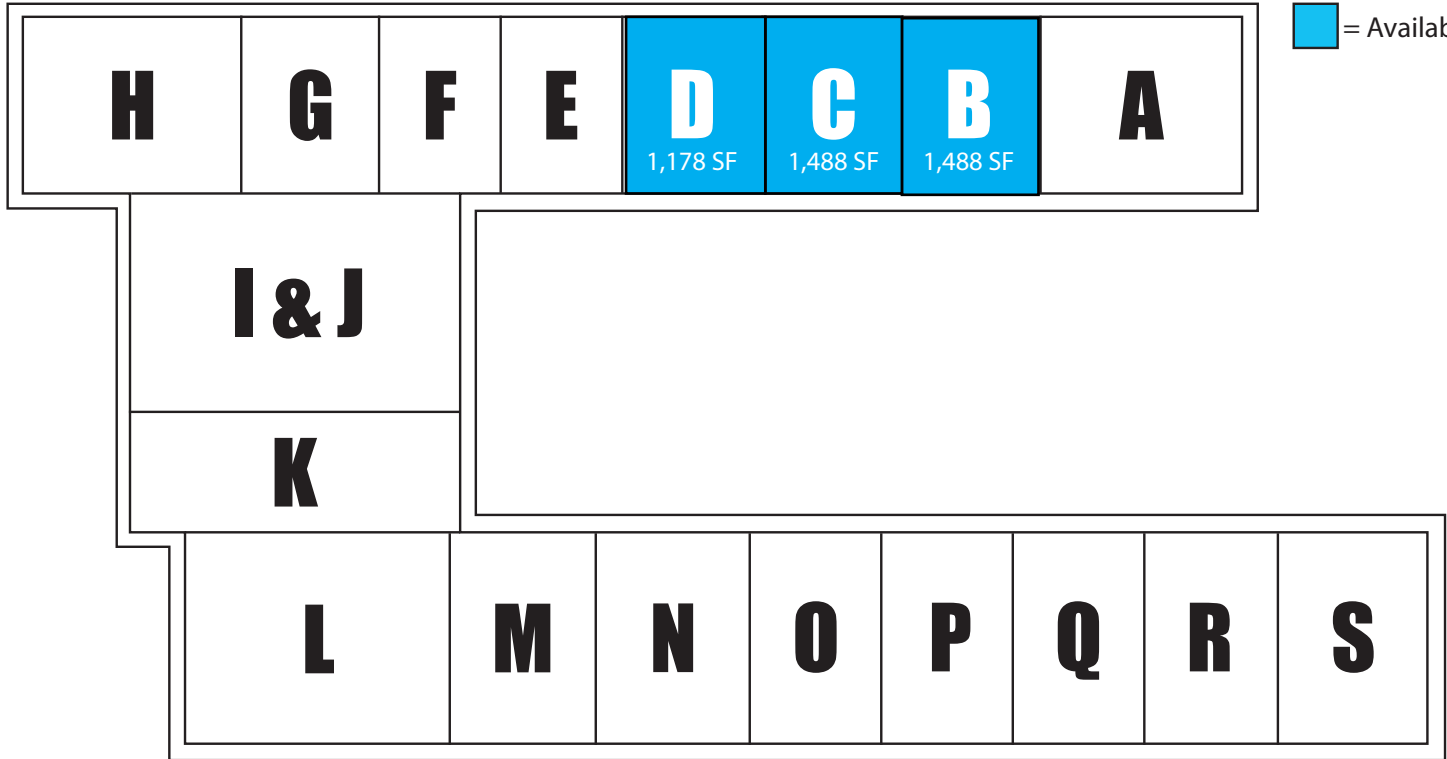 H G F E D C B A
= Availab
1,178 SF 1,488 SF 1,488 SF
I & J
K
L M N O P Q R S